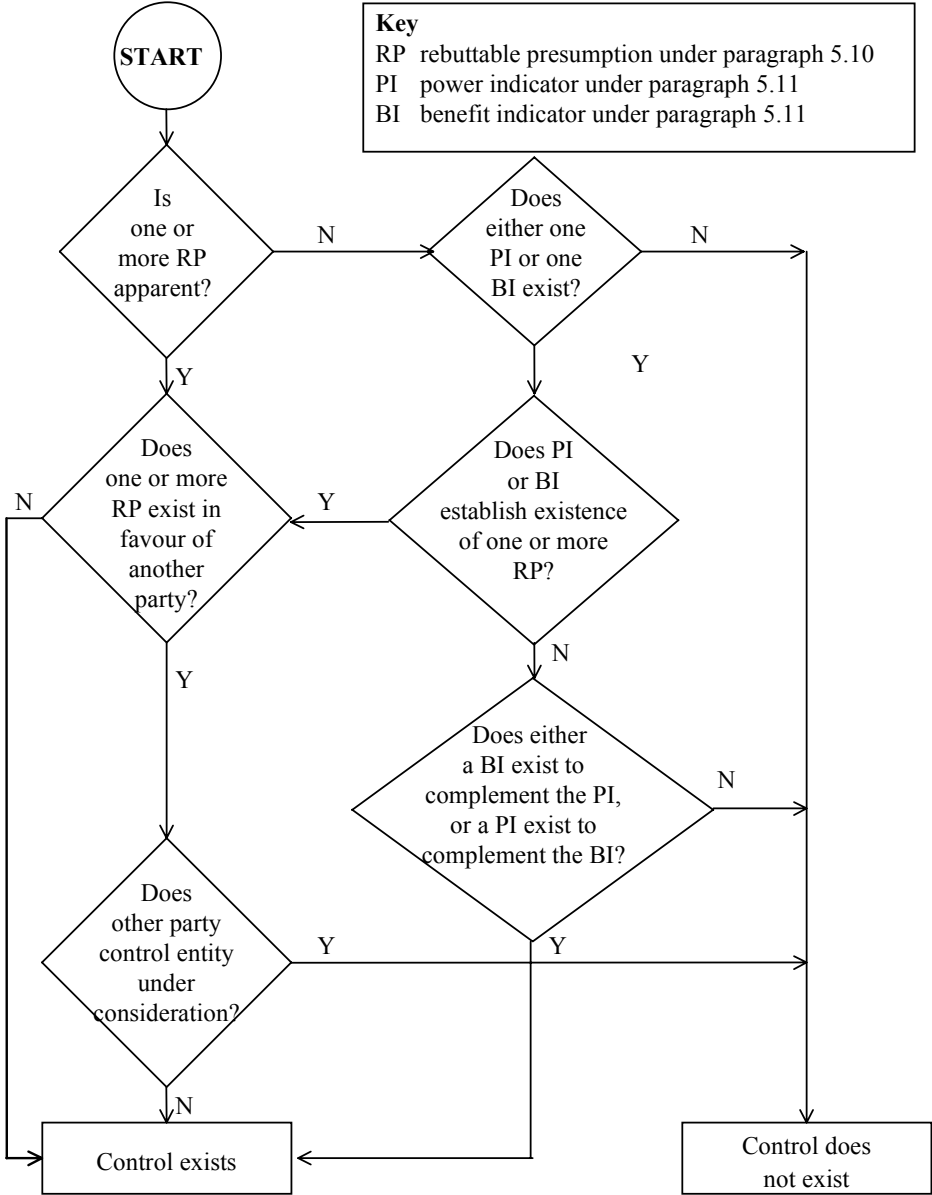 START
Key
RP rebuttable presumption under paragraph 5.10
PI power indicator under paragraph 5.11
BI benefit indicator under paragraph 5.11
Is
one or
more RP
apparent?
N
Does
either one
PI or one
BI exist?
N
Y
Y
Does
one or more
RP exist in
favour of
another
party?
N
Y
Does PI
or BI
establish existence
of one or more
RP?
N
Y
Does either
a BI exist to
complement the PI,
or a PI exist to
complement the BI?
N
Does
other party
control entity
under
consideration?
Y
Y
N
Control exists
Control does
not exist